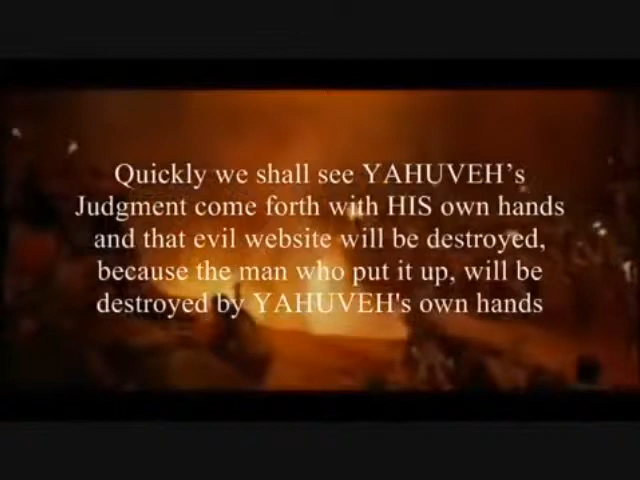 Quickly we shall see YAHUVEH’s
Judgment come forth with HIS own hands
and that evil website will be destroyed,
because the man who put it up, will be
destroyed by YAHUVEH's own hands